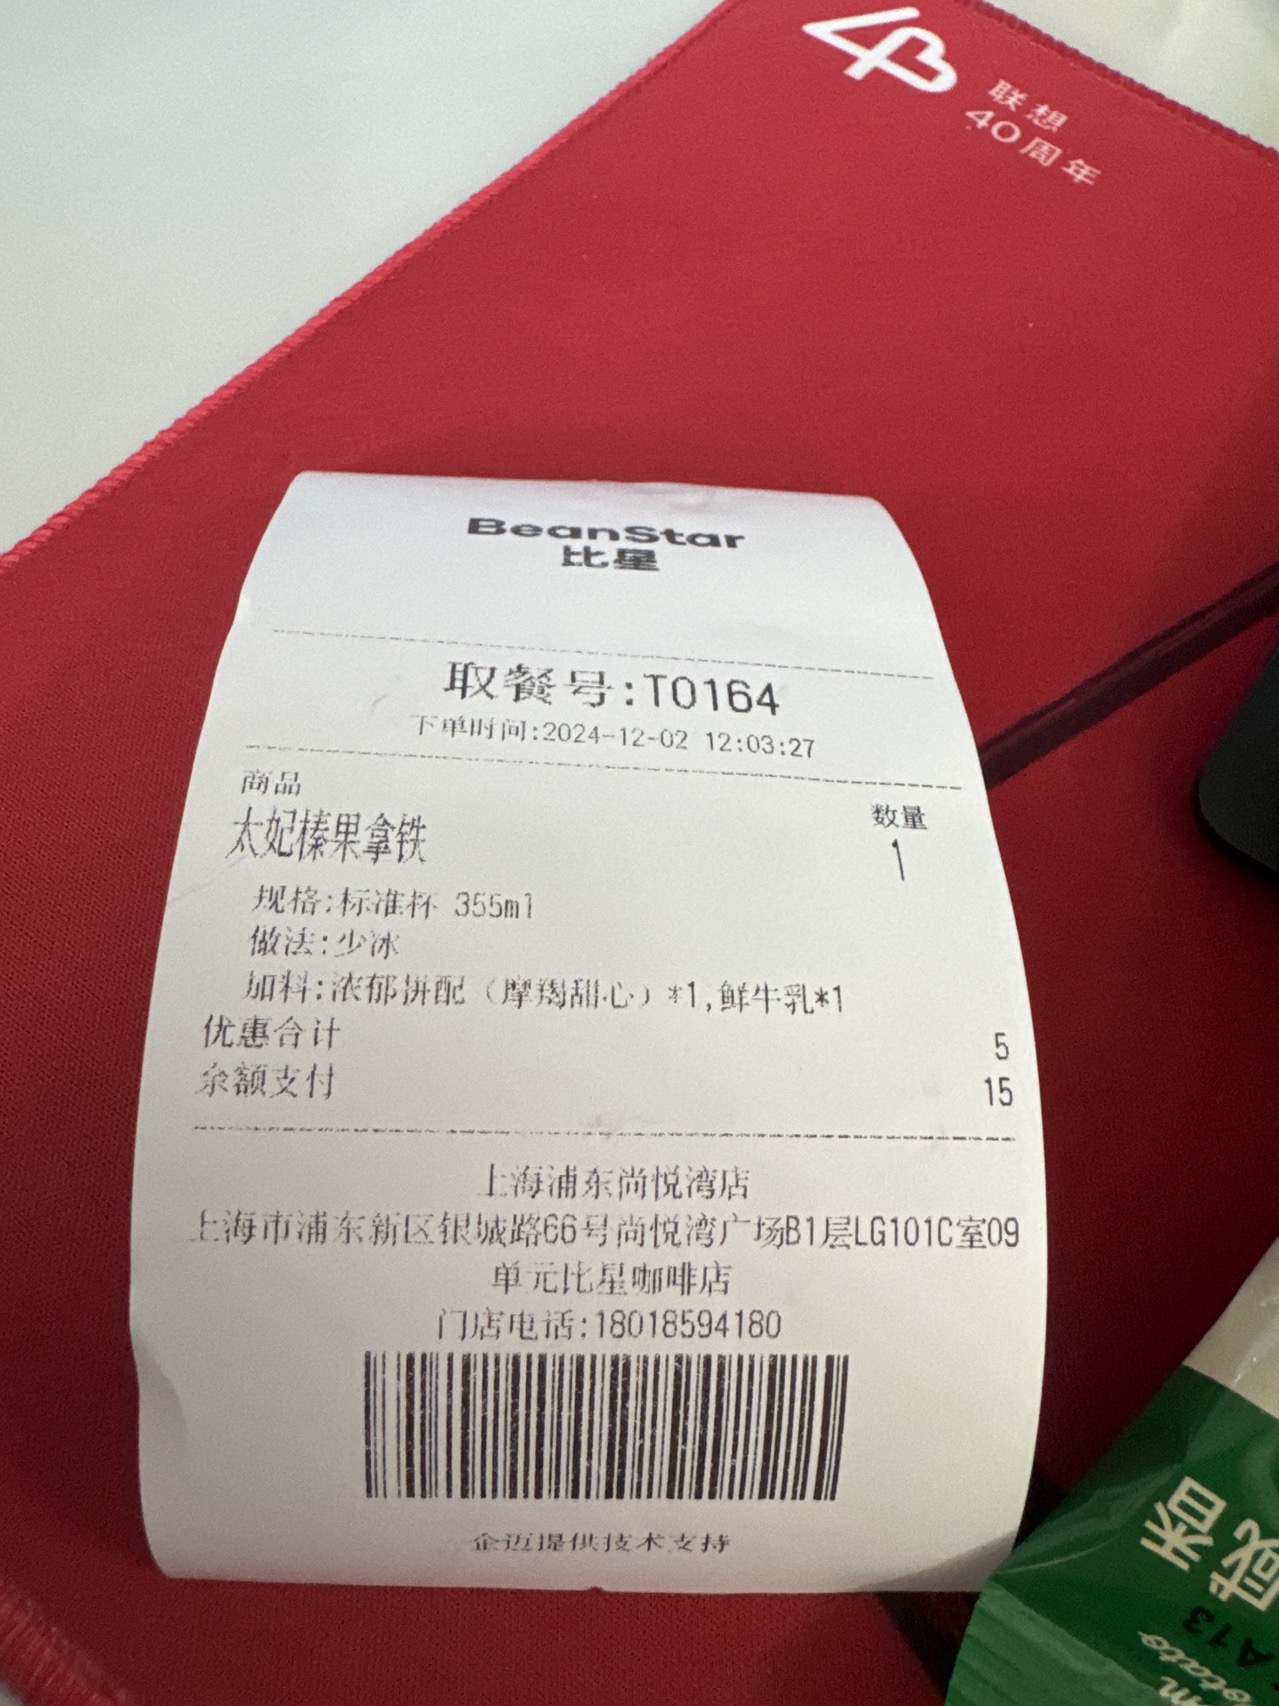 联想
40周年
BeanStar
比星
取餐号:T0164
下单时间:2024-12-02 12:03:27
商品 数量
太妃榛果拿铁 1
规格:标准杯 355ml
做法:少冰
加料:浓郁拼配（摩羯甜心）*1,鲜牛乳*1
优惠合计 5
余额支付 15
上海浦东尚悦湾店
上海市浦东新区银城路66号尚悦湾广场B1层LG101C室09
单元比星咖啡店
门店电话:18018594180
企迈提供技术支持
香
咸
A13